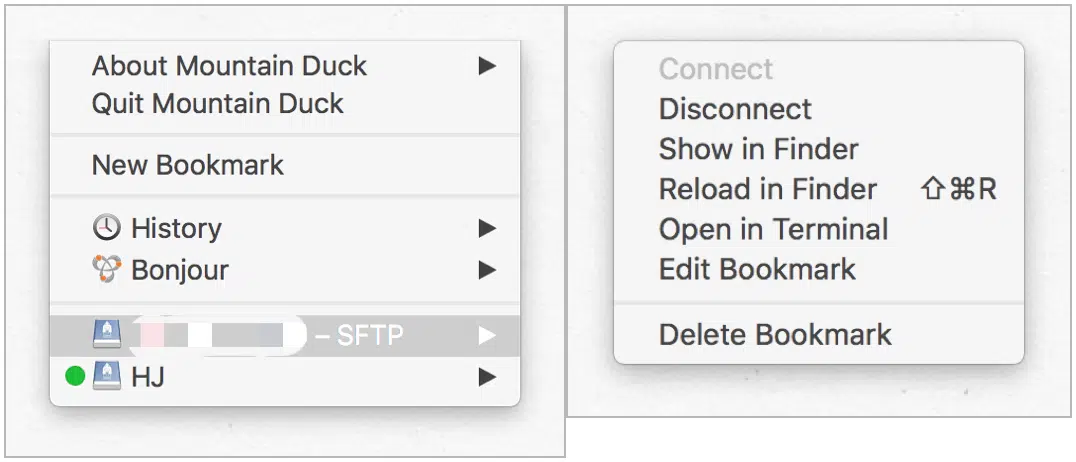 About Mountain Duck
Quit Mountain Duck
New Bookmark
History
Bonjour
– SFTP
HJ
Connect
Disconnect
Show in Finder
Reload in Finder ⇧⌘R
Open in Terminal
Edit Bookmark
Delete Bookmark